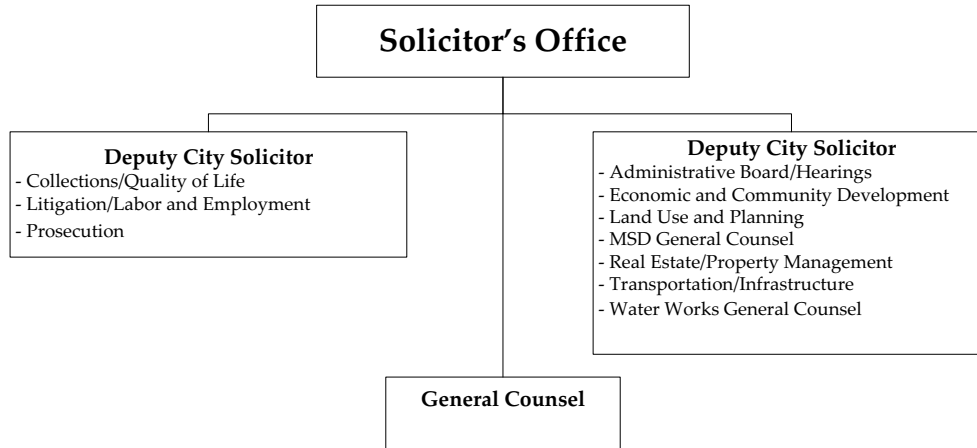 Solicitor’s Office
Deputy City Solicitor
- Collections/Quality of Life
- Litigation/Labor and Employment
- Prosecution
Deputy City Solicitor
- Administrative Board/Hearings
- Economic and Community Development
- Land Use and Planning
- MSD General Counsel
- Real Estate/Property Management
- Transportation/Infrastructure
- Water Works General Counsel
General Counsel